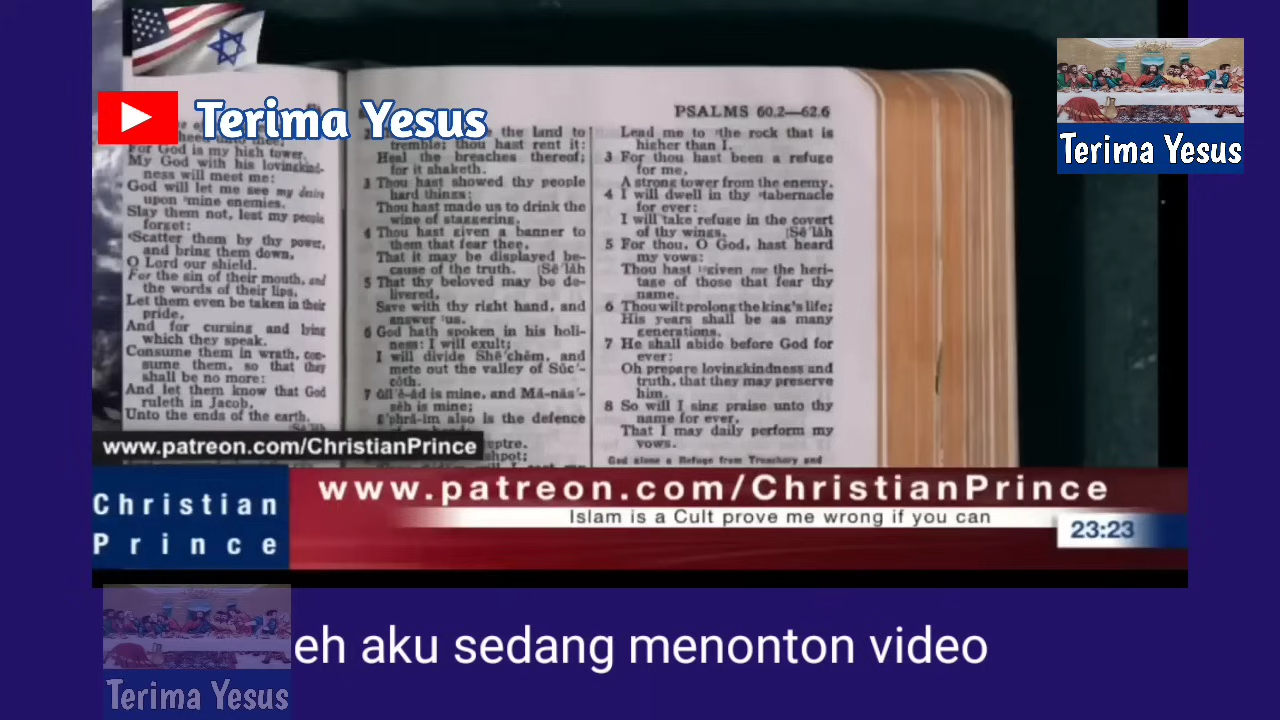 Terima Yesus
Terima Yesus
For God is my high tower.
My God with his lovingkind-
ness will meet me:
God will let me see my desire
upon mine enemies.
Slay them not, lest my people
forget:
Scatter them by thy power,
and bring them down,
O Lord our shield.
For the sin of their mouth, and
the words of their lips,
Let them even be taken in their
pride,
And for cursing and lying
which they speak.
Consume them in wrath, con-
sume them, so that they
shall be no more:
And let them know that God
ruleth in Jacob,
Unto the ends of the earth.
the land to
tremble; thou hast rent it:
Heal the breaches thereof;
for it shaketh.
3 Thou hast showed thy people
hard things:
Thou hast made us to drink the
wine of staggering.
4 Thou hast given a banner to
them that fear thee,
That it may be displayed be-
cause of the truth. [Sē´läh
5 That thy beloved may be de-
livered,
Save with thy right hand, and
answer us.
6 God hath spoken in his holi-
ness: I will exult;
I will divide Shē´chĕm, and
mete out the valley of Sŭc´-
cŏth.
7 Gĭl´ē-ăd is mine, and Má-năs´-
sĕh is mine;
Ē´phrā-ĭm also is the defence
PSALMS 60.2—62.6
Lead me to the rock that is
higher than I.
3 For thou hast been a refuge
for me,
A strong tower from the enemy.
4 I will dwell in thy tabernacle
for ever:
I will take refuge in the covert
of thy wings. [Sē´läh
5 For thou, O God, hast heard
my vows:
Thou hast given me the heri-
tage of those that fear thy
name.
6 Thou wilt prolong the king's life;
His years shall be as many
generations.
7 He shall abide before God for
ever:
Oh prepare lovingkindness and
truth, that they may preserve
him.
8 So will I sing praise unto thy
name for ever,
That I may daily perform my
vows.
God alone a Refuge from Treachery and
www.patreon.com/ChristianPrince
Christian
Prince
www.patreon.com/ChristianPrince
Islam is a Cult prove me wrong if you can
23:23
eh aku sedang menonton video
Terima Yesus